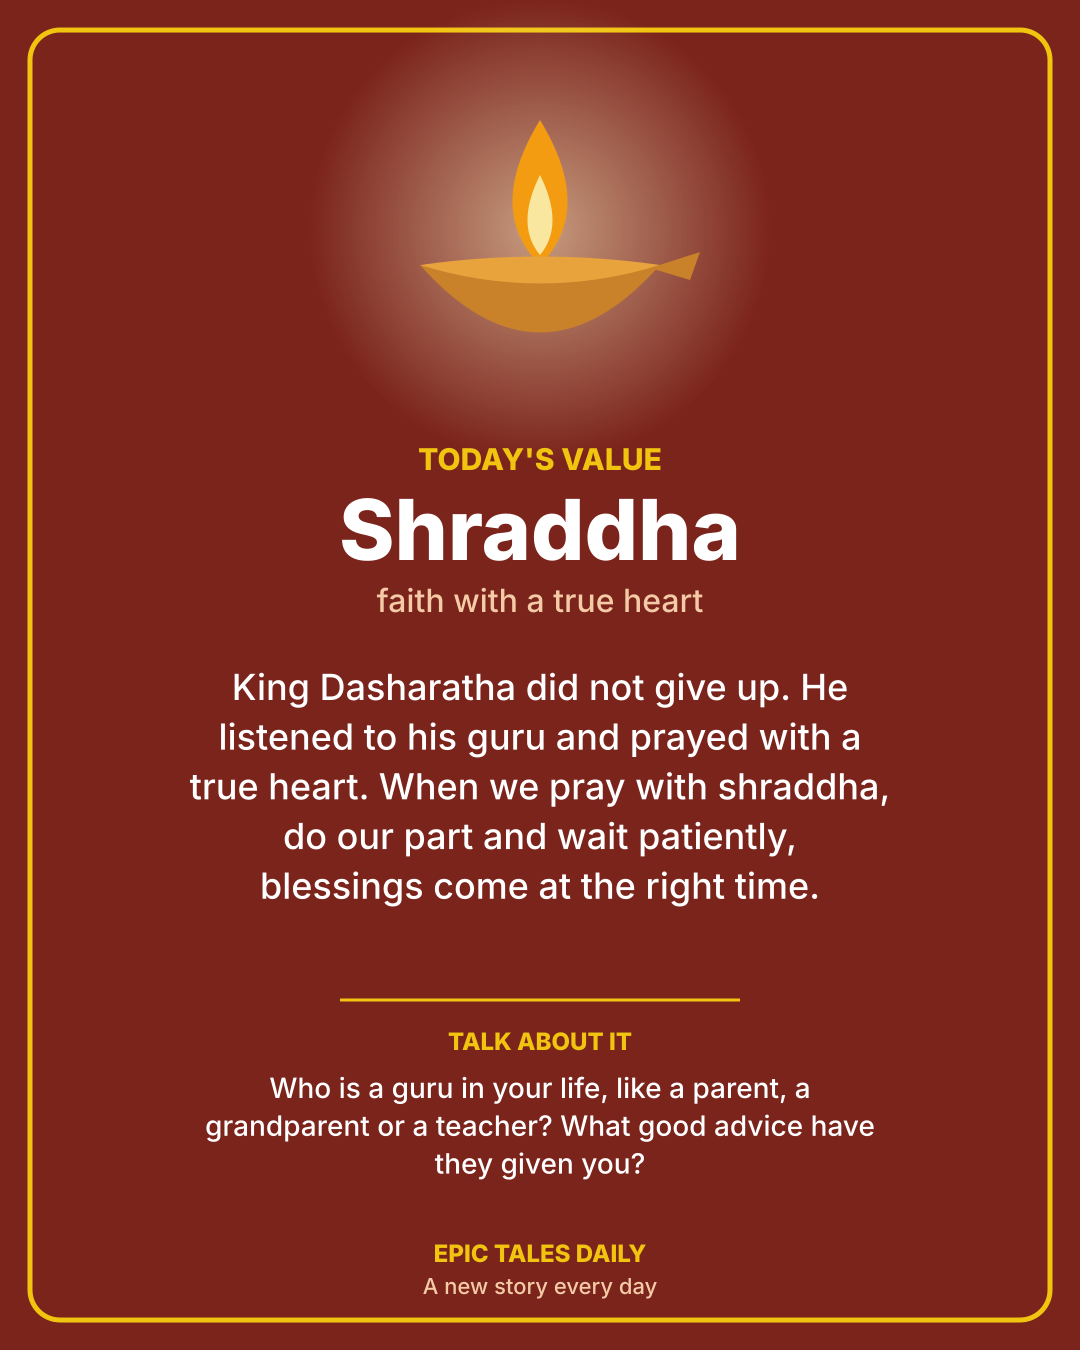 TODAY'S VALUE
Shraddha
faith with a true heart
King Dasharatha did not give up. He
listened to his guru and prayed with a
true heart. When we pray with shraddha,
do our part and wait patiently,
blessings come at the right time.
TALK ABOUT IT
Who is a guru in your life, like a parent, a
grandparent or a teacher? What good advice have
they given you?
EPIC TALES DAILY
A new story every day